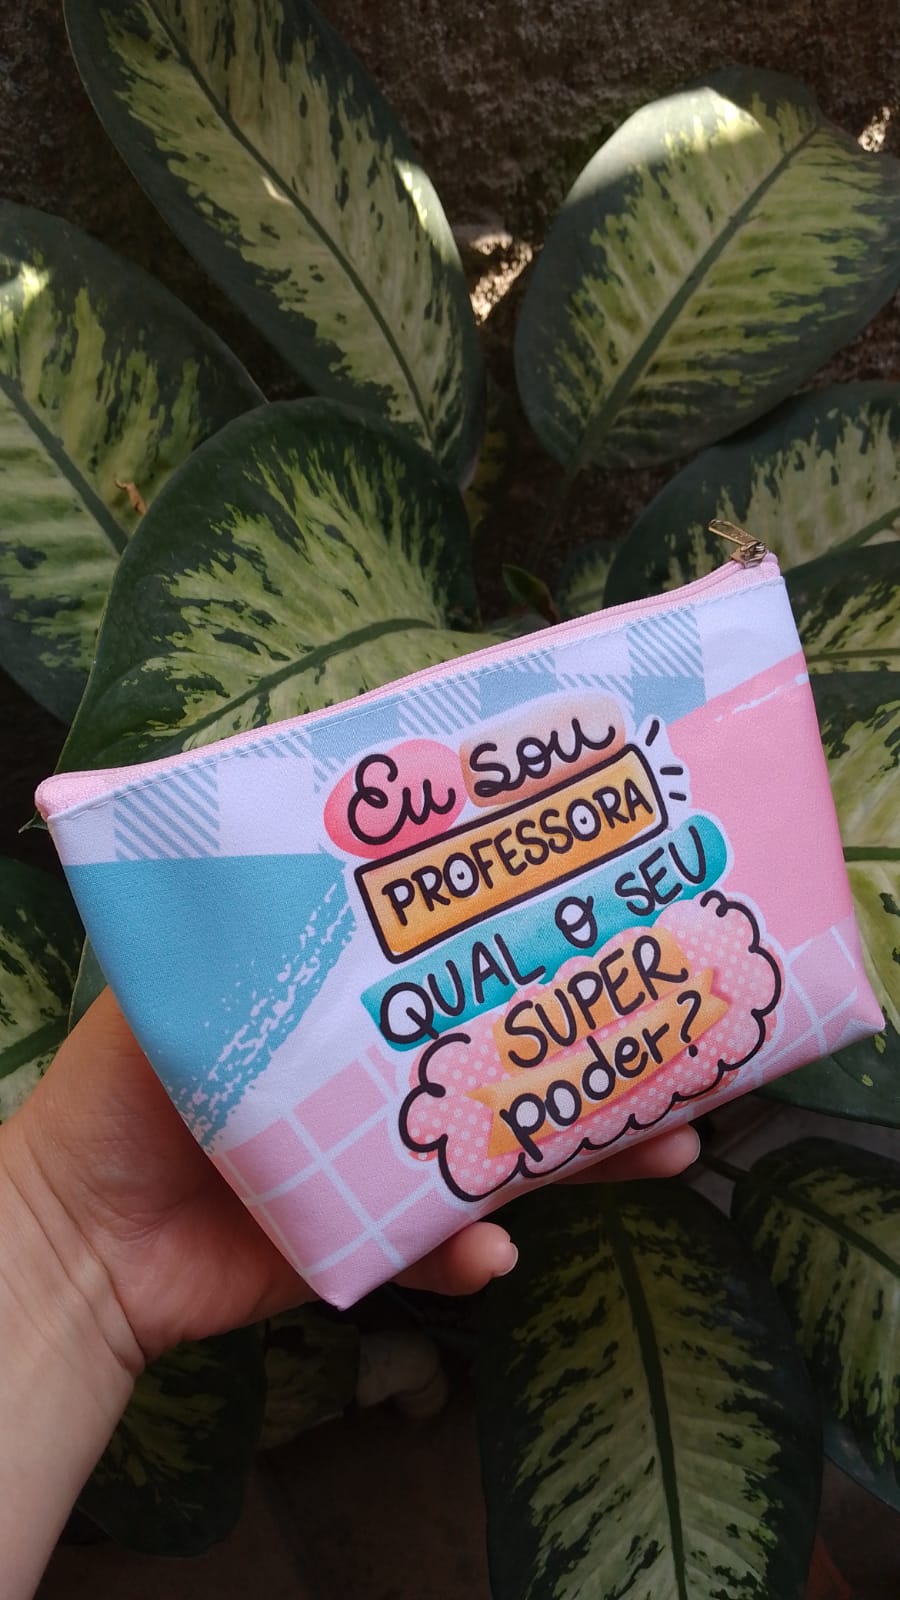 Eu sou
PROFESSORA
QUAL O SEU
SUPER
poder?